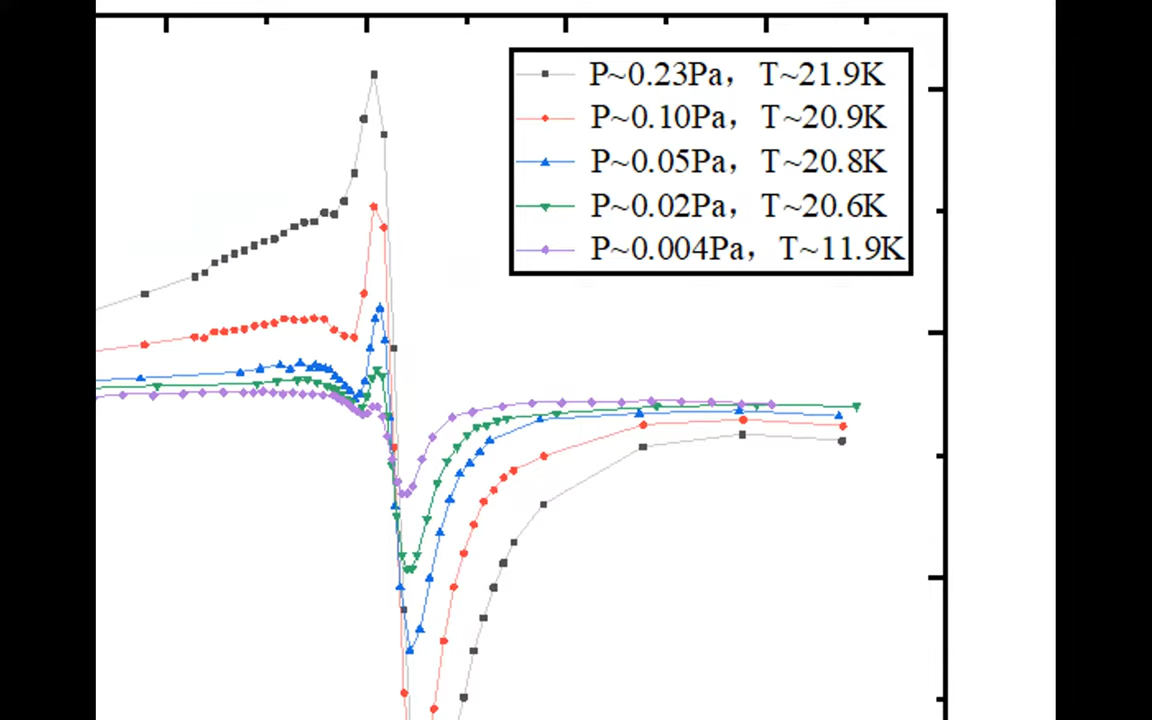 P~0.23Pa， T~21.9K
P~0.10Pa， T~20.9K
P~0.05Pa， T~20.8K
P~0.02Pa， T~20.6K
P~0.004Pa， T~11.9K